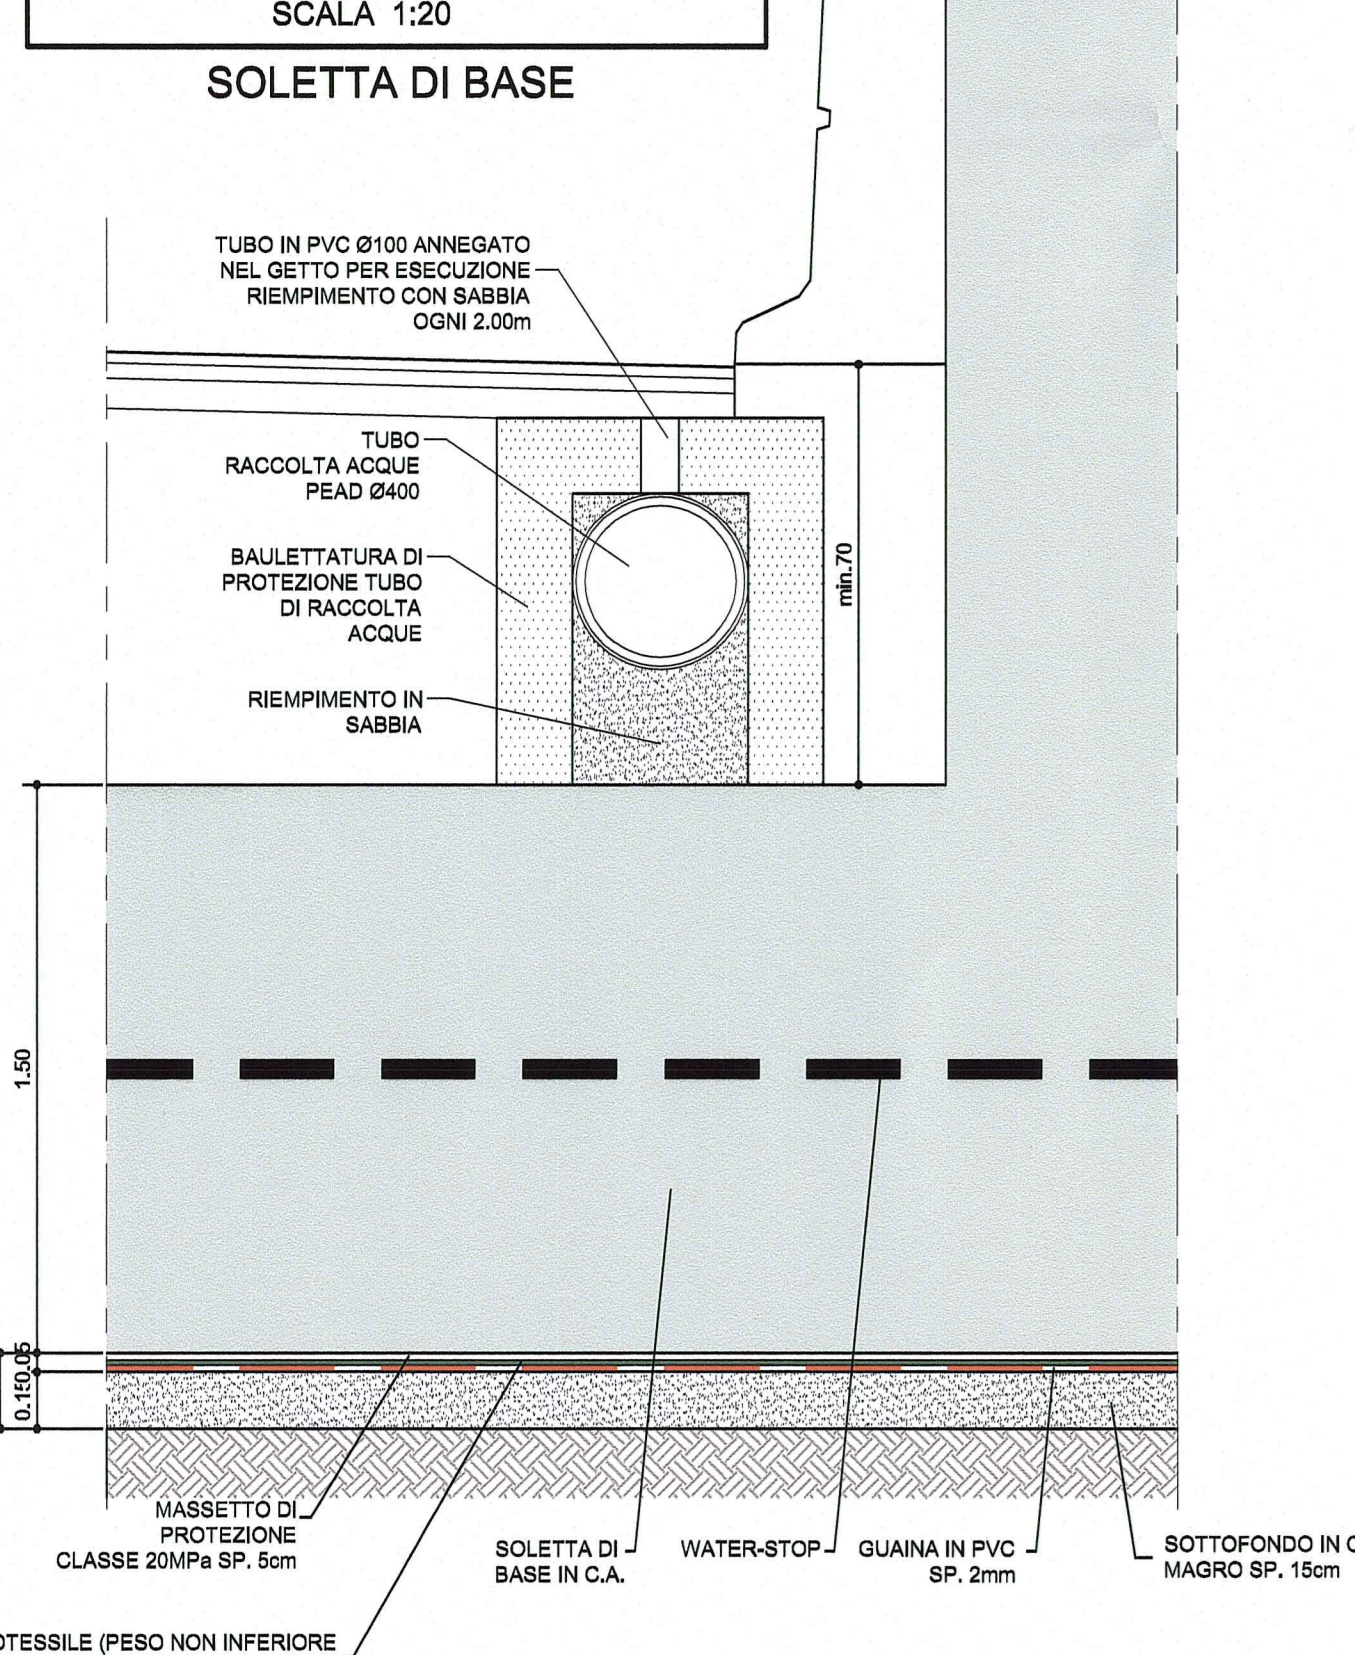 SCALA 1:20
SOLETTA DI BASE
TUBO IN PVC Ø100 ANNEGATO
NEL GETTO PER ESECUZIONE
RIEMPIMENTO CON SABBIA
OGNI 2.00m
TUBO
RACCOLTA ACQUE
PEAD Ø400
BAULETTATURA DI
PROTEZIONE TUBO
DI RACCOLTA
ACQUE
min.70
RIEMPIMENTO IN
SABBIA
1.50
0.05
0.15
MASSETTO DI
PROTEZIONE
CLASSE 20MPa SP. 5cm
SOLETTA DI
BASE IN C.A.
WATER-STOP
GUAINA IN PVC
SP. 2mm
SOTTOFONDO IN
MAGRO SP. 15cm
OTESSILE (PESO NON INFERIORE